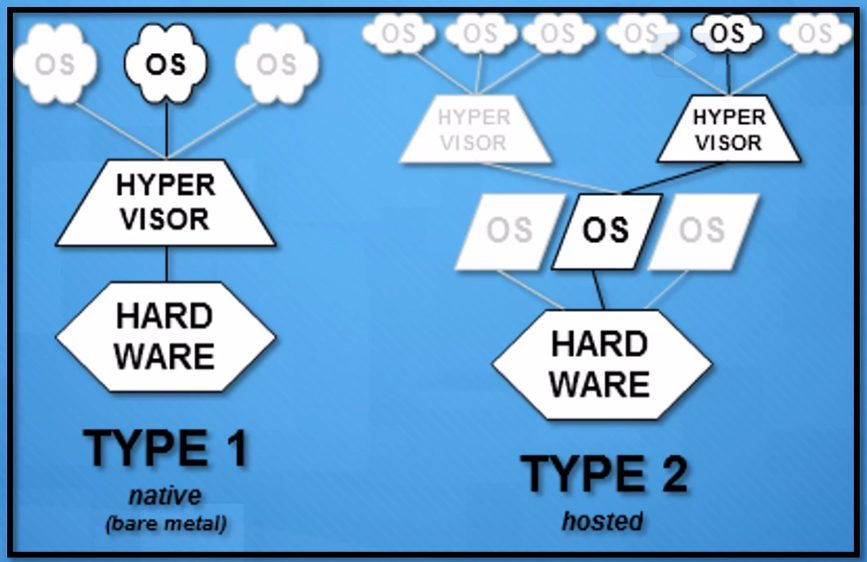 OS OS OS
HYPER
VISOR
HARD
WARE
TYPE 1
native
(bare metal)
OS OS OS OS OS OS
HYPER
VISOR
HYPER
VISOR
OS OS OS
HARD
WARE
TYPE 2
hosted